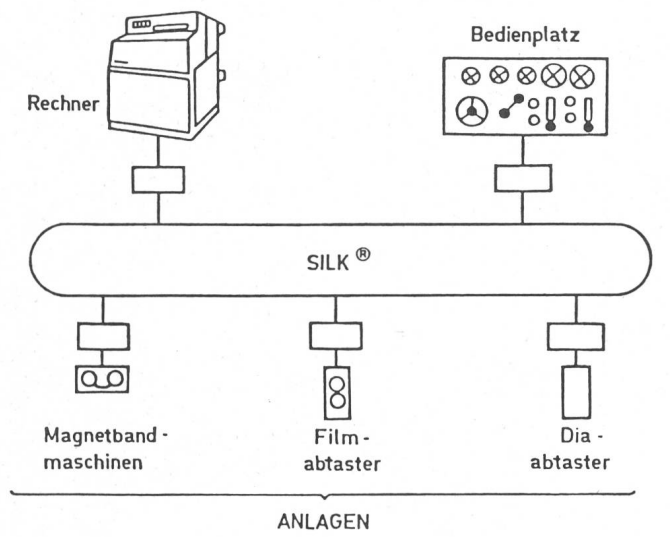 Bedienplatz
Rechner
SILK ®
Magnetband-
maschinen
Film-
abtaster
Dia-
abtaster
ANLAGEN